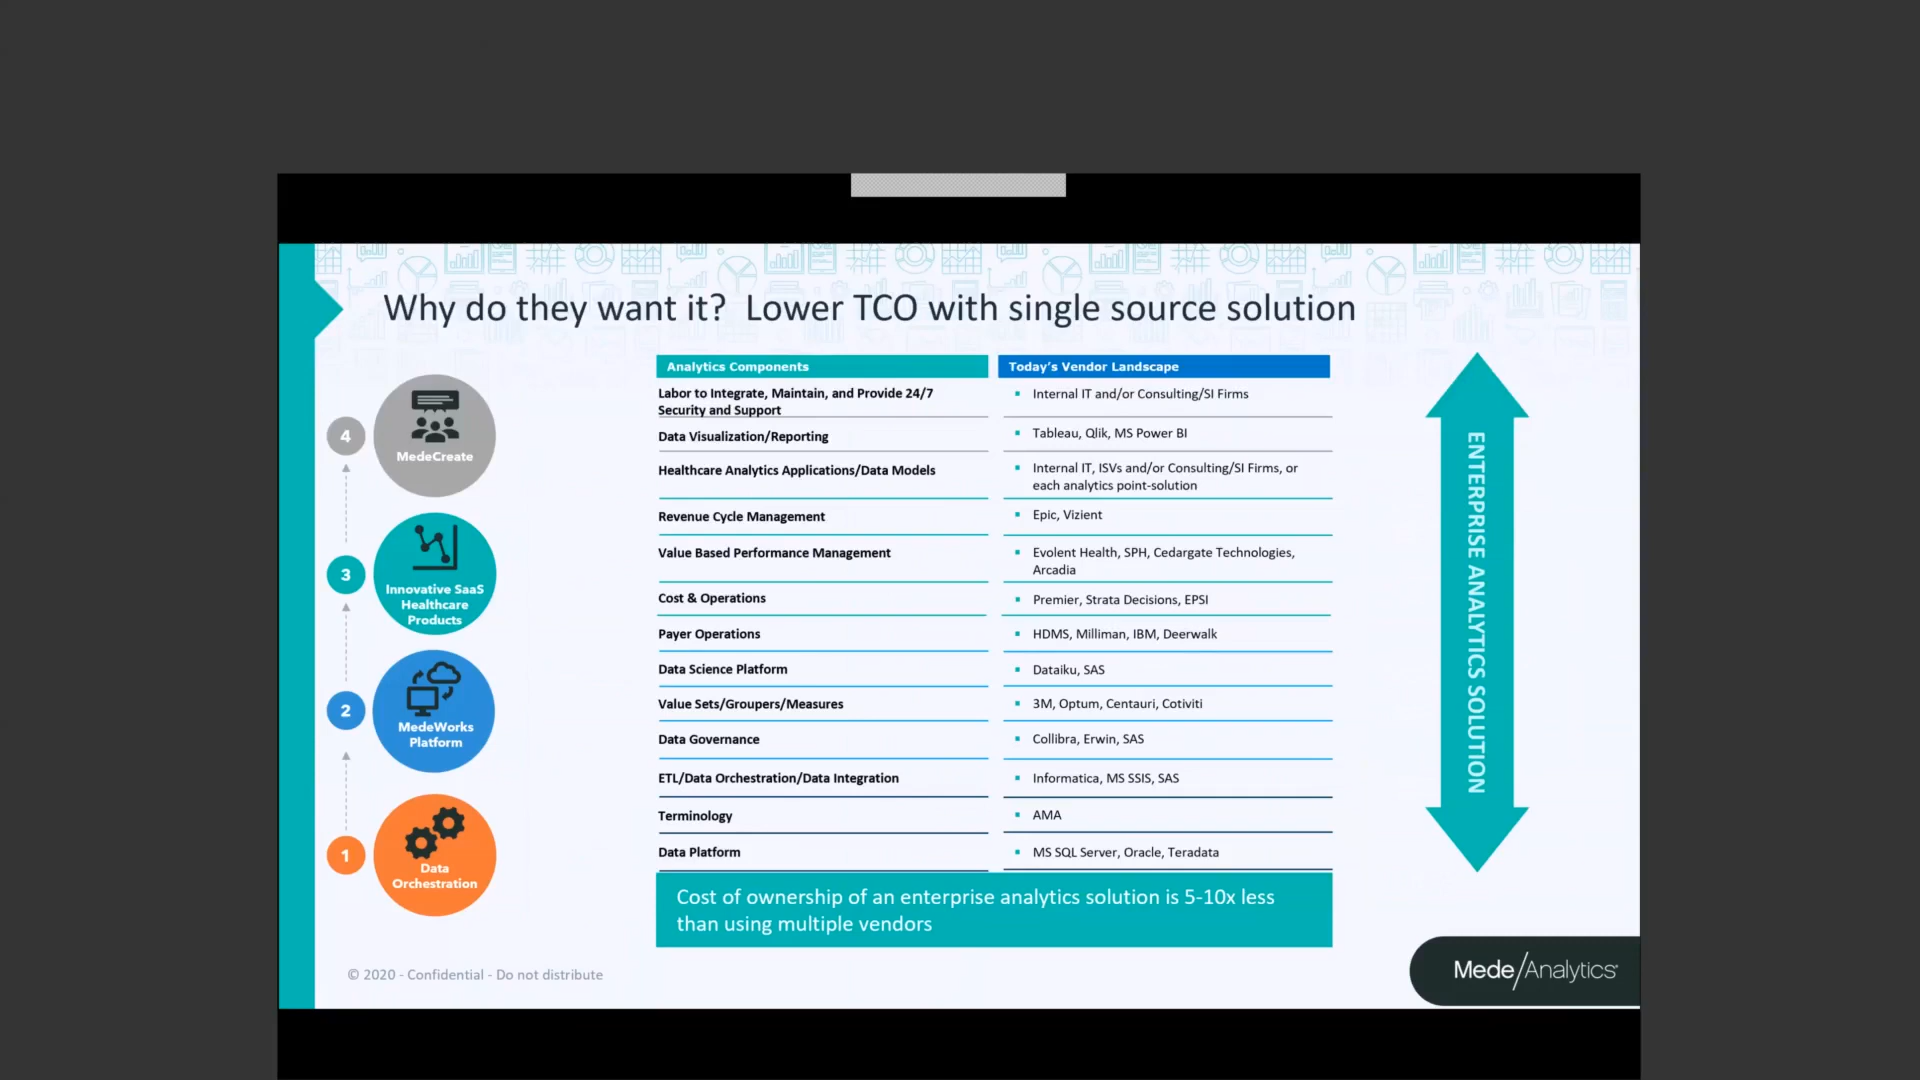 Why do they want it?  Lower TCO with single source solution
4
MedeCreate
3
Innovative SaaS
Healthcare
Products
2
MedeWorks
Platform
1
Data
Orchestration
Analytics Components
Today's Vendor Landscape
Labor to Integrate, Maintain, and Provide 24/7
Security and Support
▪ Internal IT and/or Consulting/SI Firms
Data Visualization/Reporting
▪ Tableau, Qlik, MS Power BI
Healthcare Analytics Applications/Data Models
▪ Internal IT, ISVs and/or Consulting/SI Firms, or
each analytics point-solution
Revenue Cycle Management
▪ Epic, Vizient
Value Based Performance Management
▪ Evolent Health, SPH, Cedargate Technologies,
Arcadia
Cost & Operations
▪ Premier, Strata Decisions, EPSI
Payer Operations
▪ HDMS, Milliman, IBM, Deerwalk
Data Science Platform
▪ Dataiku, SAS
Value Sets/Groupers/Measures
▪ 3M, Optum, Centauri, Cotiviti
Data Governance
▪ Collibra, Erwin, SAS
ETL/Data Orchestration/Data Integration
▪ Informatica, MS SSIS, SAS
Terminology
▪ AMA
Data Platform
▪ MS SQL Server, Oracle, Teradata
Cost of ownership of an enterprise analytics solution is 5-10x less
than using multiple vendors
ENTERPRISE ANALYTICS SOLUTION
© 2020 - Confidential - Do not distribute
Mede/Analytics®